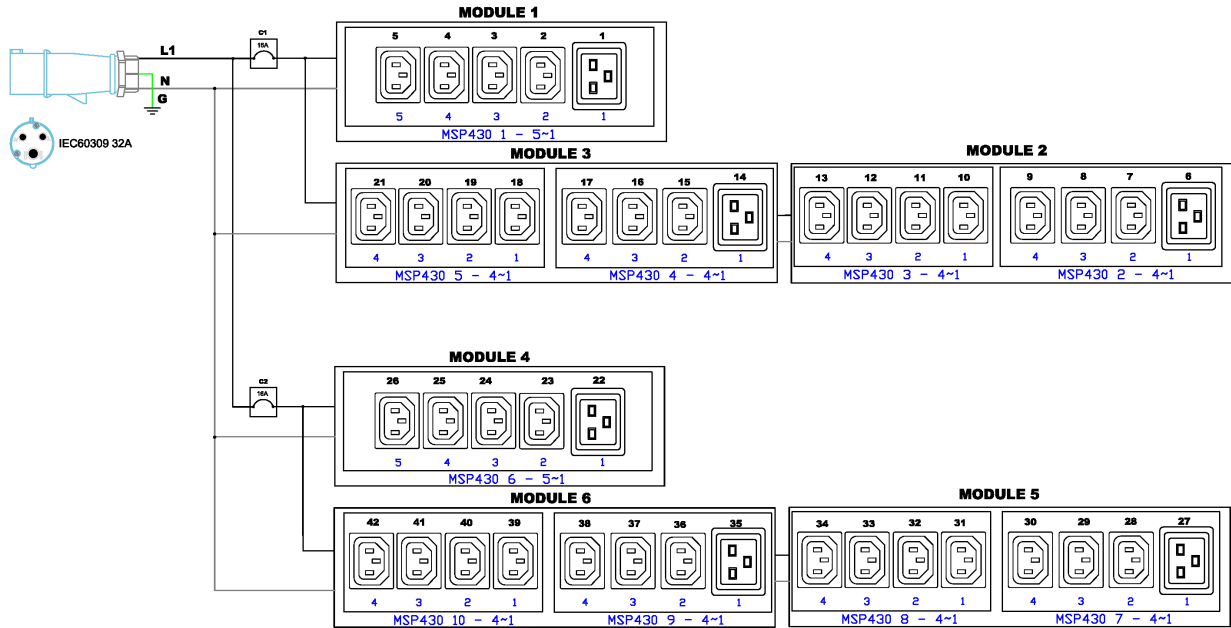 MODULE 1
C1
16A
5 4 3 2 1
L1
N
G
5 4 3 2 1
MSP430 1 - 5~1
IEC60309 32A
MODULE 3
MODULE 2
21 20 19 18 17 16 15 14 13 12 11 10 9 8 7 6
4 3 2 1 4 3 2 1 4 3 2 1 4 3 2 1
MSP430 5 - 4~1 MSP430 4 - 4~1 MSP430 3 - 4~1 MSP430 2 - 4~1
MODULE 4
C2
16A
26 25 24 23 22
5 4 3 2 1
MSP430 6 - 5~1
MODULE 6
MODULE 5
42 41 40 39 38 37 36 35 34 33 32 31 30 29 28 27
4 3 2 1 4 3 2 1 4 3 2 1 4 3 2 1
MSP430 10 - 4~1 MSP430 9 - 4~1 MSP430 8 - 4~1 MSP430 7 - 4~1